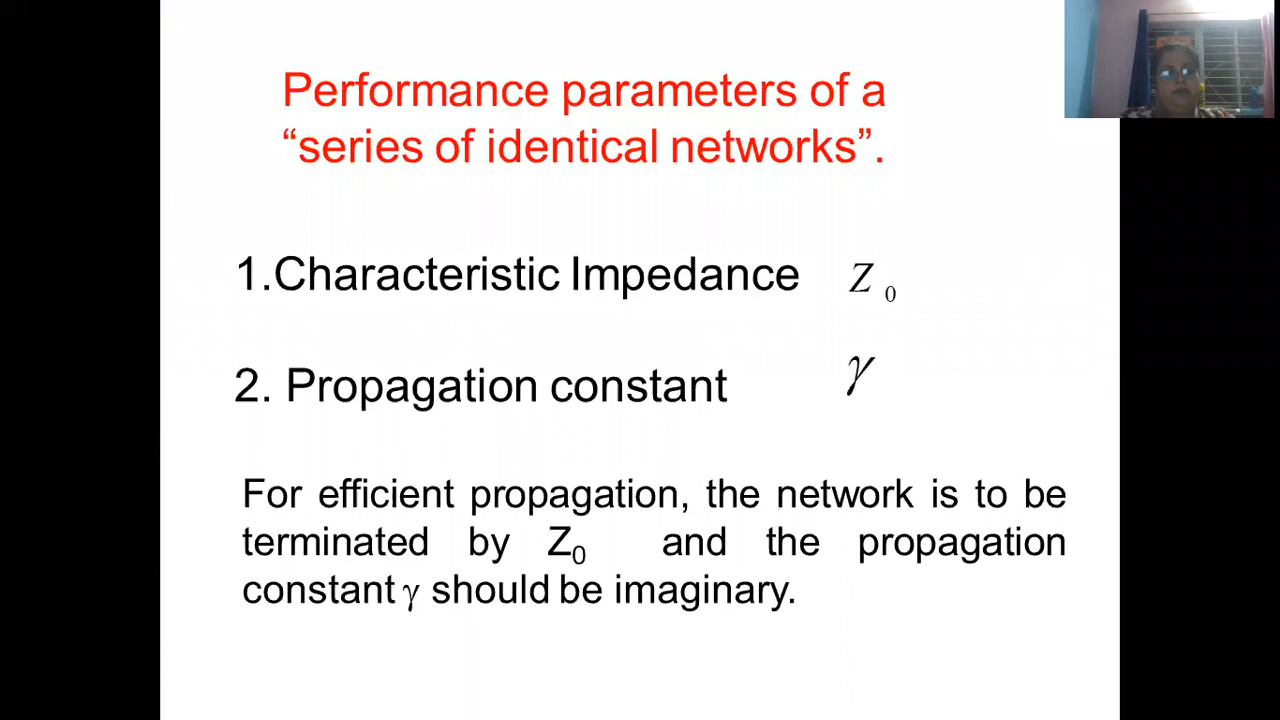 Performance parameters of a
“series of identical networks”.
1.Characteristic Impedance Z 0
2. Propagation constant γ
For efficient propagation, the network is to be
terminated by Z0 and the propagation
constant γ should be imaginary.